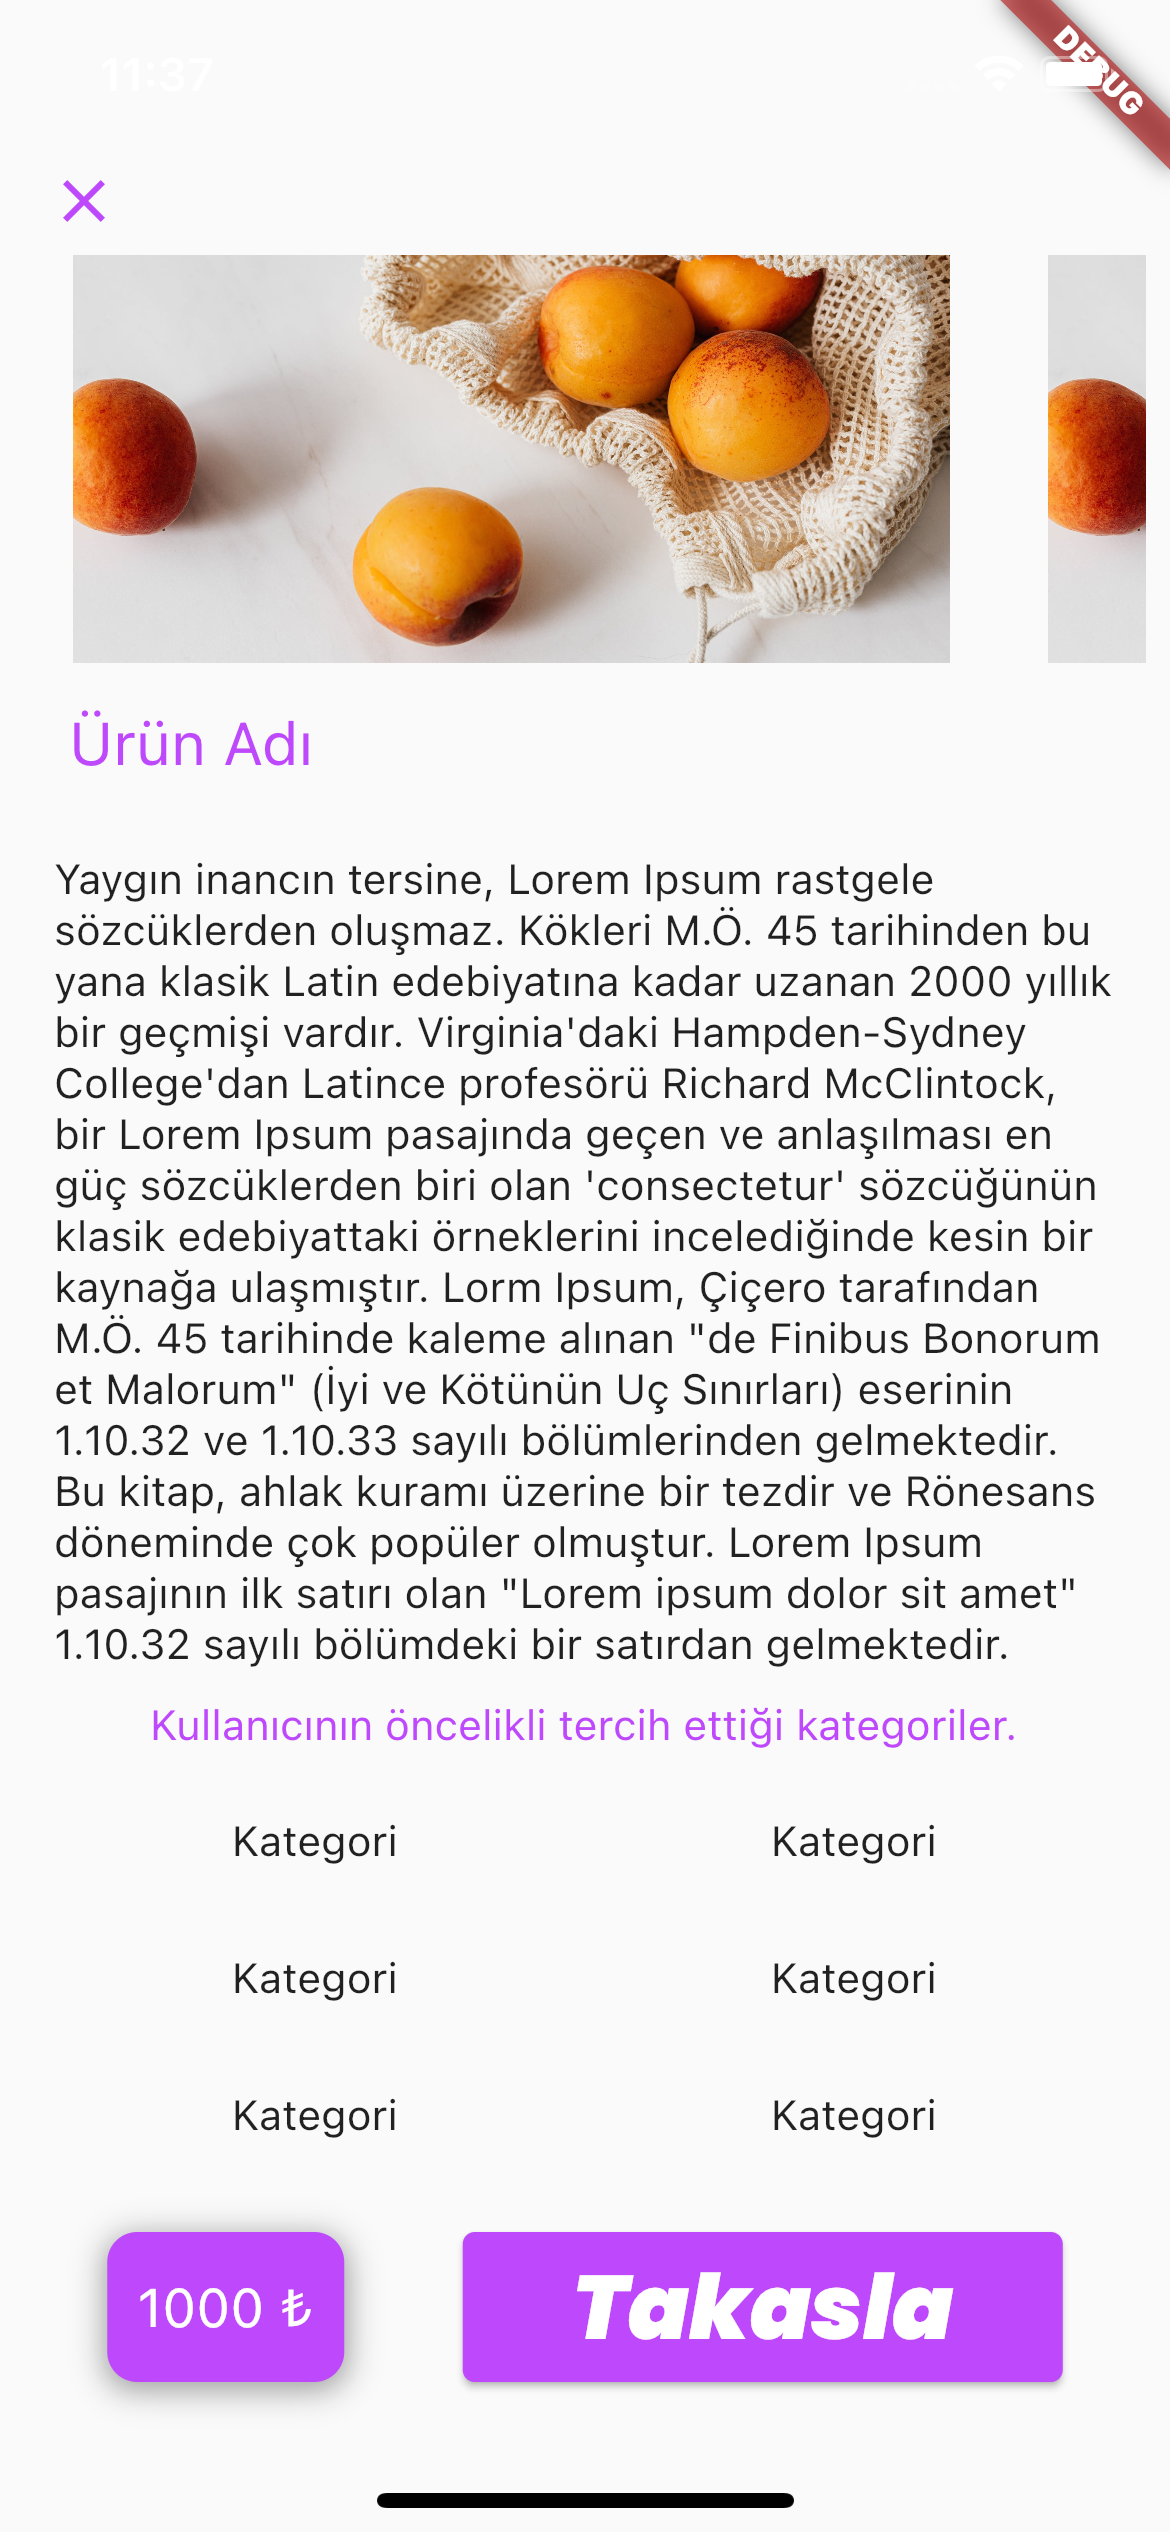 11:37
DEBUG
Ürün Adı
Yaygın inancın tersine, Lorem Ipsum rastgele
sözcüklerden oluşmaz. Kökleri M.Ö. 45 tarihinden bu
yana klasik Latin edebiyatına kadar uzanan 2000 yıllık
bir geçmişi vardır. Virginia'daki Hampden-Sydney
College'dan Latince profesörü Richard McClintock,
bir Lorem Ipsum pasajında geçen ve anlaşılması en
güç sözcüklerden biri olan 'consectetur' sözcüğünün
klasik edebiyattaki örneklerini incelediğinde kesin bir
kaynağa ulaşmıştır. Lorm Ipsum, Çiçero tarafından
M.Ö. 45 tarihinde kaleme alınan "de Finibus Bonorum
et Malorum" (İyi ve Kötünün Uç Sınırları) eserinin
1.10.32 ve 1.10.33 sayılı bölümlerinden gelmektedir.
Bu kitap, ahlak kuramı üzerine bir tezdir ve Rönesans
döneminde çok popüler olmuştur. Lorem Ipsum
pasajının ilk satırı olan "Lorem ipsum dolor sit amet"
1.10.32 sayılı bölümdeki bir satırdan gelmektedir.
Kullanıcının öncelikli tercih ettiği kategoriler.
Kategori Kategori
Kategori Kategori
Kategori Kategori
1000 ₺ Takasla